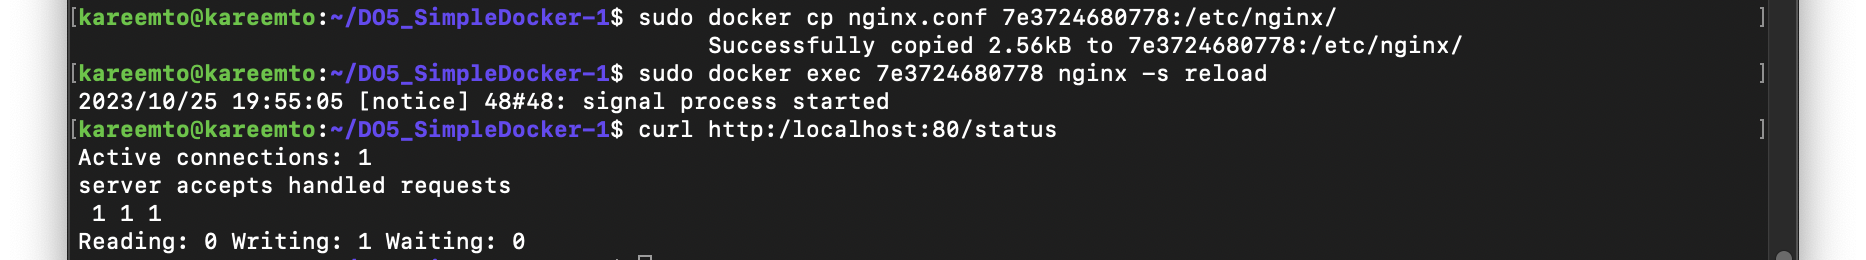 [kareemto@kareemto:~/DO5_SimpleDocker-1$ sudo docker cp nginx.conf 7e3724680778:/etc/nginx/ ]
Successfully copied 2.56kB to 7e3724680778:/etc/nginx/
[kareemto@kareemto:~/DO5_SimpleDocker-1$ sudo docker exec 7e3724680778 nginx -s reload ]
2023/10/25 19:55:05 [notice] 48#48: signal process started
[kareemto@kareemto:~/DO5_SimpleDocker-1$ curl http:/localhost:80/status ]
Active connections: 1
server accepts handled requests
1 1 1
Reading: 0 Writing: 1 Waiting: 0